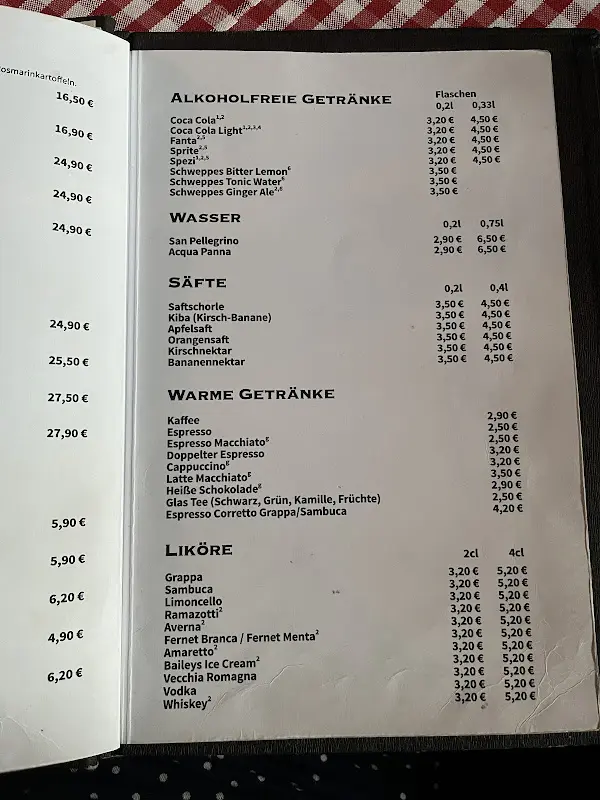 osmarinkartoffeln.
16,50 €
16,90 €
24,90 €
24,90 €
24,90 €
24,90 €
25,50 €
27,50 €
27,90 €
5,90 €
5,90 €
6,20 €
4,90 €
6,20 €
ALKOHOLFREIE GETRÄNKE Flaschen
0,2l 0,33l
Coca Cola¹,² 3,20 € 4,50 €
Coca Cola Light¹,²,³,⁴ 3,20 € 4,50 €
Fanta²,⁵ 3,20 € 4,50 €
Sprite²,⁵ 3,20 € 4,50 €
Spezi¹,²,⁵ 3,20 € 4,50 €
Schweppes Bitter Lemon⁶ 3,50 €
Schweppes Tonic Water⁶ 3,50 €
Schweppes Ginger Ale²,⁶ 3,50 €
WASSER 0,2l 0,75l
San Pellegrino 2,90 € 6,50 €
Acqua Panna 2,90 € 6,50 €
SÄFTE 0,2l 0,4l
Saftschorle 3,50 € 4,50 €
Kiba (Kirsch-Banane) 3,50 € 4,50 €
Apfelsaft 3,50 € 4,50 €
Orangensaft 3,50 € 4,50 €
Kirschnektar 3,50 € 4,50 €
Bananennektar 3,50 € 4,50 €
WARME GETRÄNKE
Kaffee 2,90 €
Espresso 2,50 €
Espresso Macchiatoᵍ 2,50 €
Doppelter Espresso 3,20 €
Cappuccinoᵍ 3,20 €
Latte Macchiatoᵍ 3,50 €
Heiße Schokoladeᵍ 2,90 €
Glas Tee (Schwarz, Grün, Kamille, Früchte) 2,50 €
Espresso Corretto Grappa/Sambuca 4,20 €
LIKÖRE 2cl 4cl
Grappa 3,20 € 5,20 €
Sambuca 3,20 € 5,20 €
Limoncello 3,20 € 5,20 €
Ramazotti² 3,20 € 5,20 €
Averna² 3,20 € 5,20 €
Fernet Branca / Fernet Menta² 3,20 € 5,20 €
Amaretto² 3,20 € 5,20 €
Baileys Ice Cream² 3,20 € 5,20 €
Vecchia Romagna 3,20 € 5,20 €
Vodka 3,20 € 5,20 €
Whiskey² 3,20 € 5,20 €